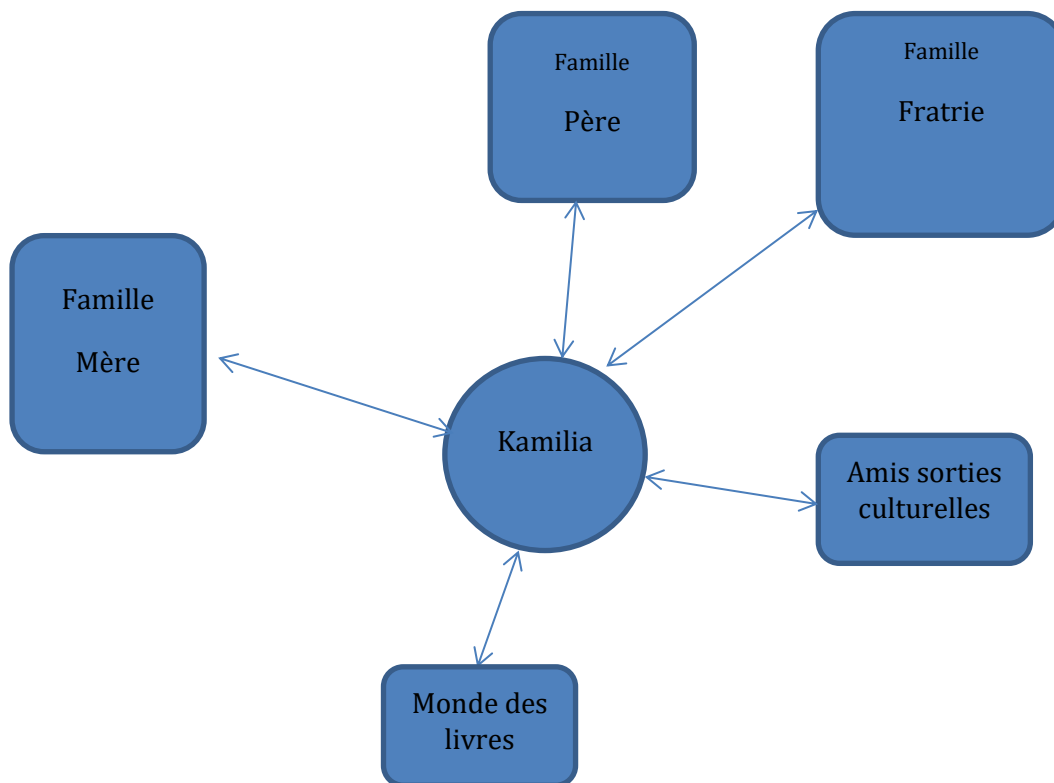 Famille
Père
Famille
Fratrie
Famille
Mère
Kamilia
Amis sorties
culturelles
Monde des
livres